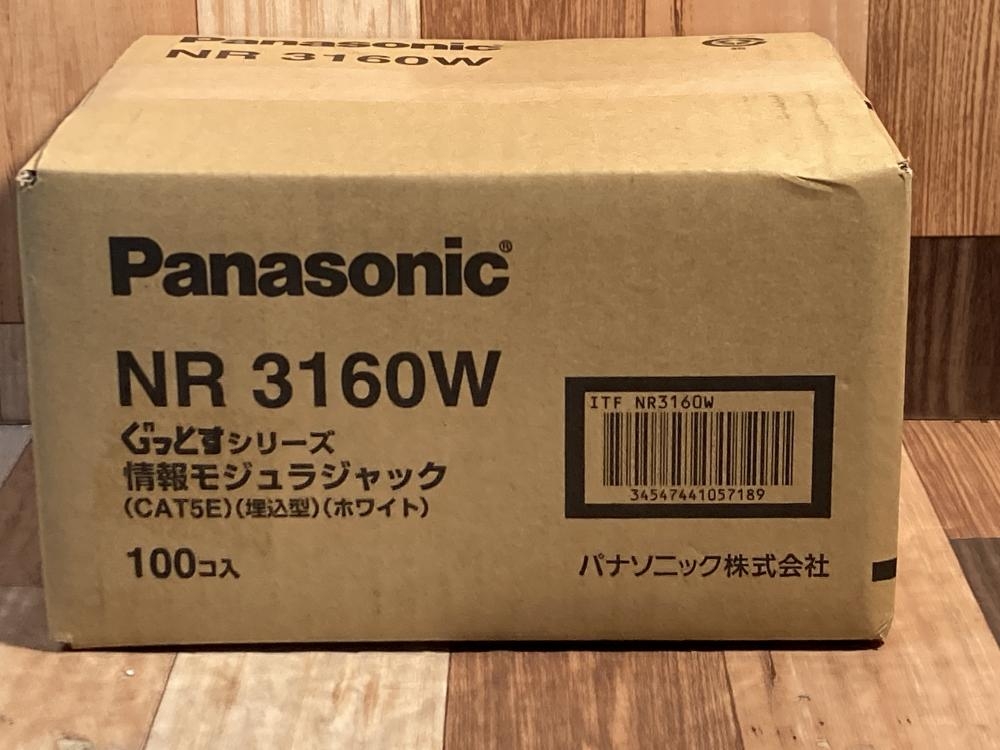 Panasonic
NR 3160W
Panasonic®
NR 3160W
ぐっとすシリーズ
情報モジュラジャック
(CAT5E)(埋込型)(ホワイト)
100コ入
ITF NR3160W
34547441057189
パナソニック株式会社